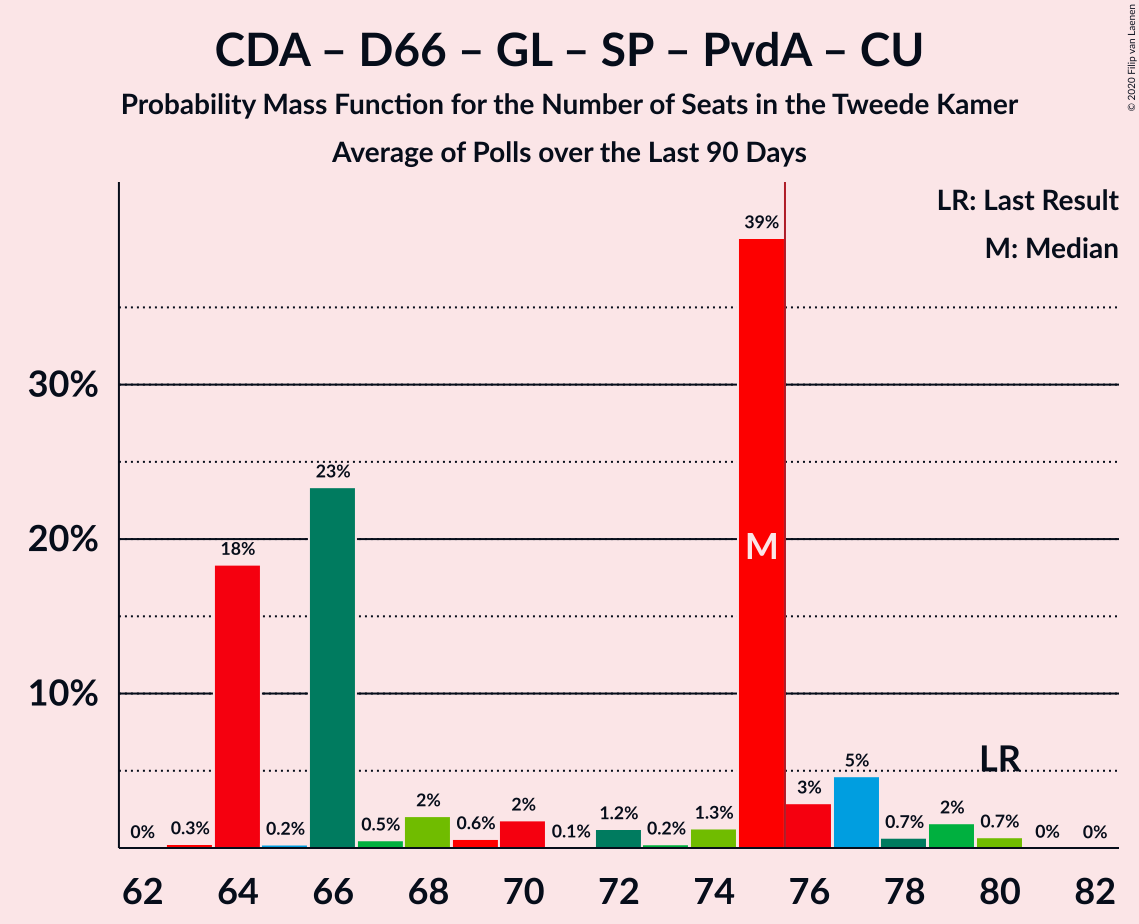 CDA – D66 – GL – SP – PvdA – CU
Probability Mass Function for the Number of Seats in the Tweede Kamer
Average of Polls over the Last 90 Days
© 2020 Filip van Laenen
LR: Last Result
M: Median
30%
20%
10%
0%
0.3%
18%
0.2%
23%
0.5%
2%
0.6%
2%
0.1%
1.2%
0.2%
1.3%
39%
M
3%
5%
0.7%
2%
LR
0.7%
0%
0%
62 64 66 68 70 72 74 76 78 80 82